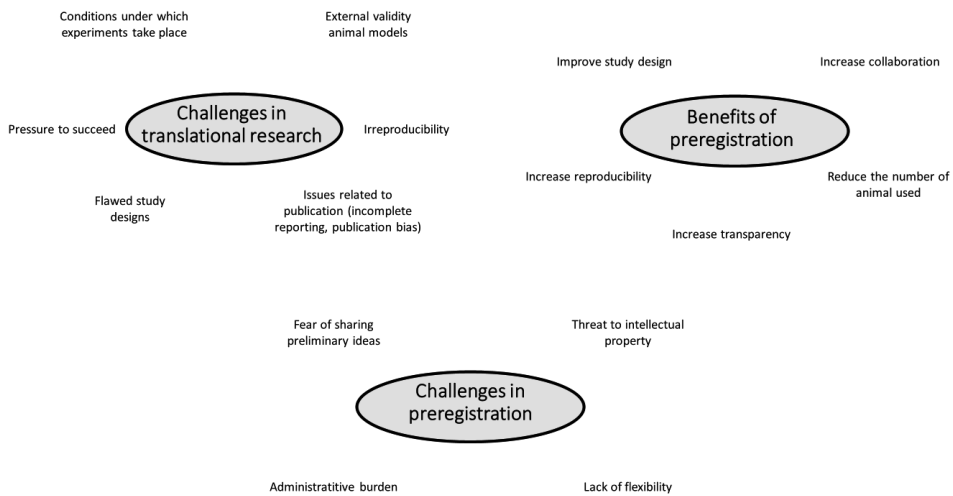 Conditions under which
experiments take place
External validity
animal models
Pressure to succeed
Challenges in
translational research
Irreproducibility
Flawed study
designs
Issues related to
publication (incomplete
reporting, publication bias)
Improve study design
Increase collaboration
Benefits of
preregistration
Increase reproducibility
Reduce the number of
animal used
Increase transparency
Fear of sharing
preliminary ideas
Threat to intellectual
property
Challenges in
preregistration
Administratitive burden
Lack of flexibility